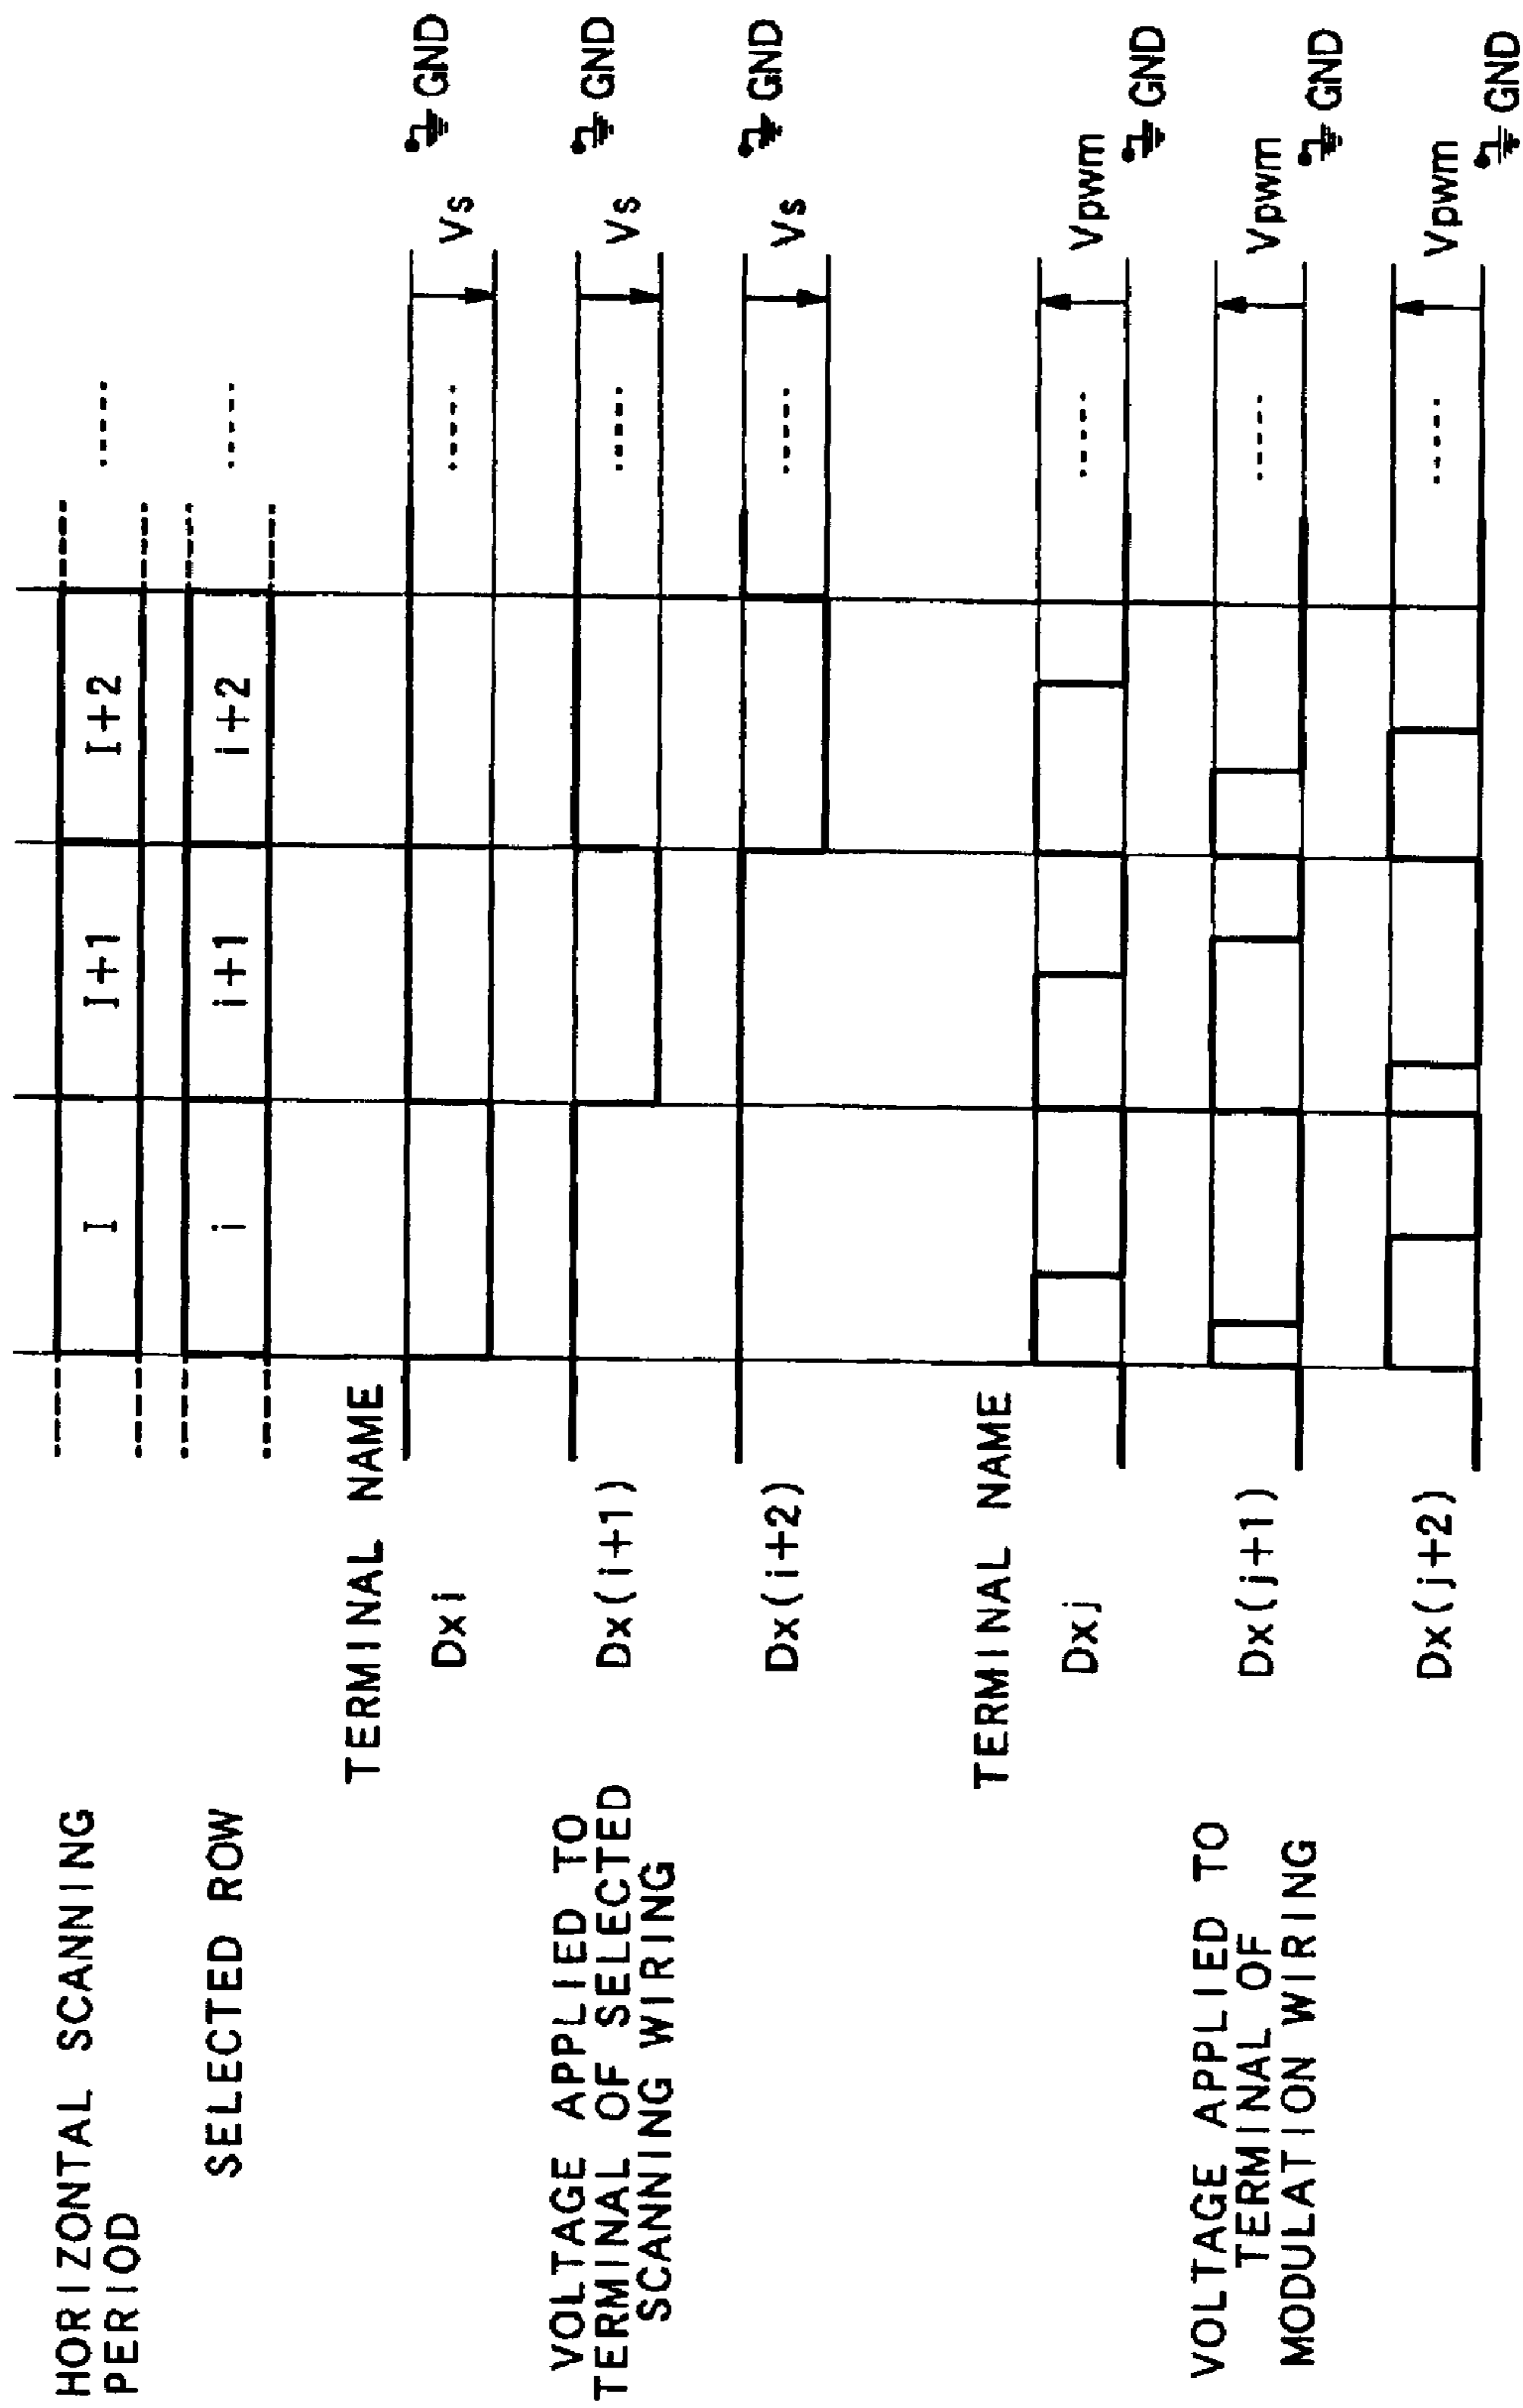 HORIZONTAL SCANNING
PERIOD
I I+1 I+2
SELECTED ROW
i i+1 i+2
TERMINAL NAME
VOLTAGE APPLIED TO
TERMINAL OF SELECTED
SCANNING WIRING
Dxi
Vs
GND
Dx(i+1)
Vs
GND
Dx(i+2)
Vs
GND
TERMINAL NAME
VOLTAGE APPLIED TO
TERMINAL OF
MODULATION WIRING
Dxj
Vpwm
GND
Dx(j+1)
Vpwm
GND
Dx(j+2)
Vpwm
GND